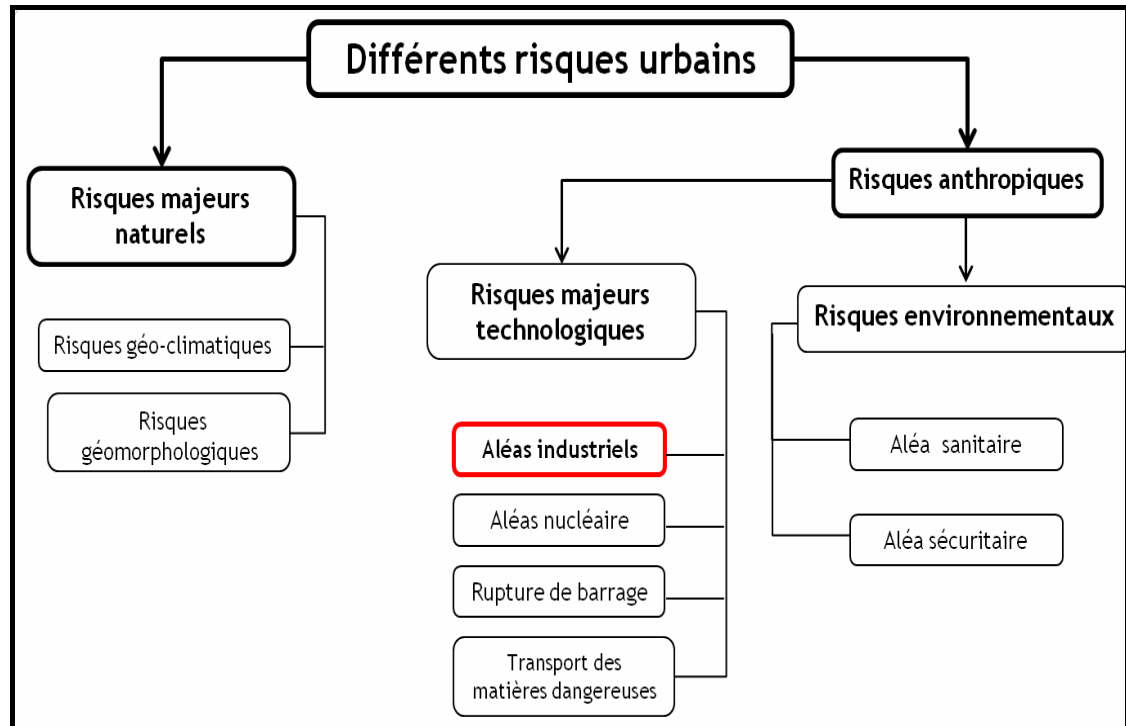 Différents risques urbains
Risques majeurs
naturels
Risques géo-climatiques
Risques
géomorphologiques
Risques anthropiques
Risques majeurs
technologiques
Aléas industriels
Aléas nucléaire
Rupture de barrage
Transport des
matières dangereuses
Risques environnementaux
Aléa sanitaire
Aléa sécuritaire